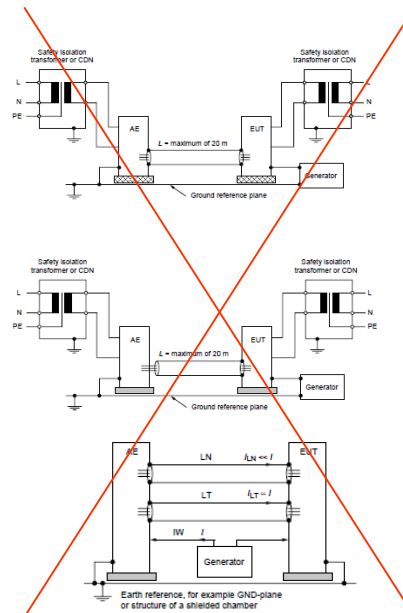 Safety isolation
transformer or CDN
Safety isolation
transformer or CDN
L
N
PE
L
N
PE
AE
EUT
L = maximum of 20 m
Generator
Ground reference plane
Safety isolation
transformer or CDN
Safety isolation
transformer or CDN
L
N
PE
L
N
PE
AE
EUT
L = maximum of 20 m
Generator
Ground reference plane
AE
EUT
LN
ILN << I
LT
ILT = I
IW
I
Generator
Earth reference, for example GND-plane
or structure of a shielded chamber